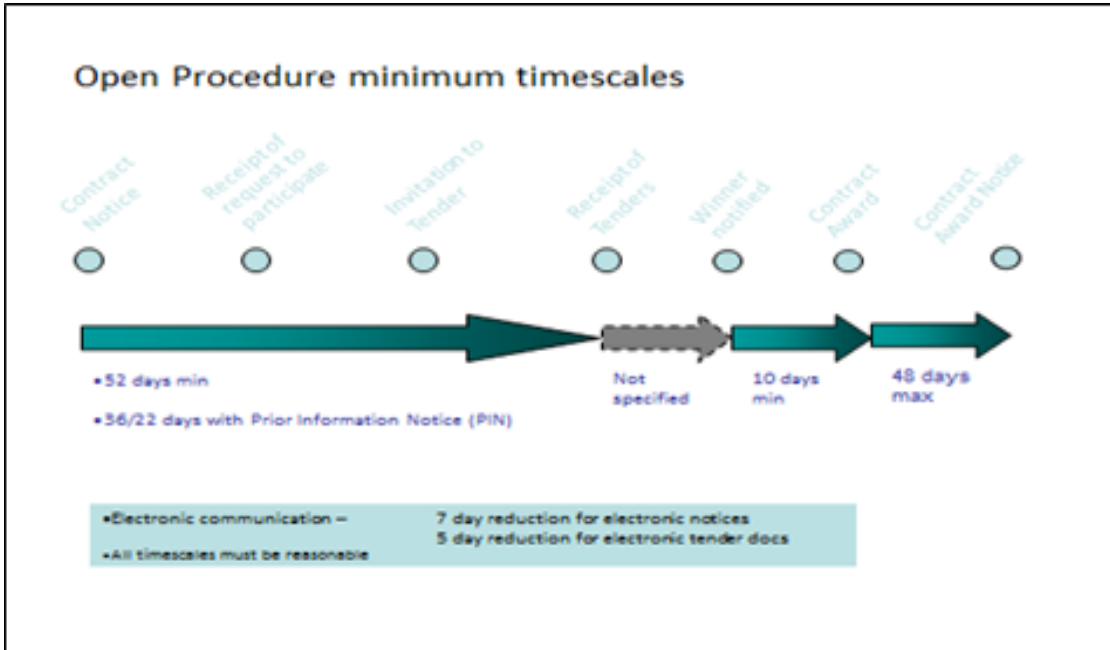 Open Procedure minimum timescales
Contract
Notice
Receipt of
request to
participate
Invitation to
Tender
Receipt of
Tenders
Winner
notified
Contract
Award
Contract
Award Notice
•52 days min
•36/22 days with Prior Information Notice (PIN)
Not
specified
10 days
min
48 days
max
•Electronic communication – 7 day reduction for electronic notices
5 day reduction for electronic tender docs
•All timescales must be reasonable